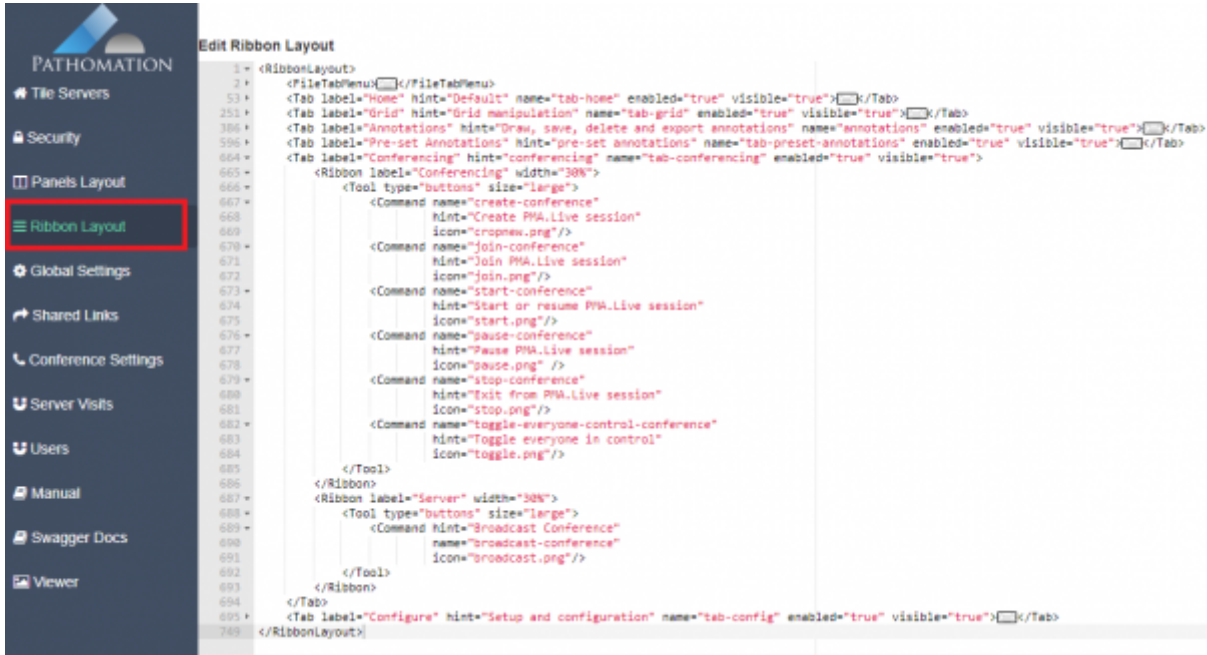 PATHOMATION
Tile Servers
Security
Panels Layout
Ribbon Layout
Global Settings
Shared Links
Conference Settings
Server Visits
Users
Manual
Swagger Docs
Viewer
Edit Ribbon Layout
1 <RibbonLayout>
2 <FileTabMenu>...</FileTabMenu>
53 <Tab label="Home" hint="Default" name="tab-home" enabled="true" visible="true">...</Tab>
251 <Tab label="Grid" hint="Grid manipulation" name="tab-grid" enabled="true" visible="true">...</Tab>
386 <Tab label="Annotations" hint="Draw, save, delete and export annotations" name="annotations" enabled="true" visible="true">...</Tab>
596 <Tab label="Pre-set Annotations" hint="pre-set annotations" name="tab-preset-annotations" enabled="true" visible="true">...</Tab>
664 <Tab label="Conferencing" hint="conferencing" name="tab-conferencing" enabled="true" visible="true">
665 <Ribbon label="Conferencing" width="30%">
666 <Tool type="buttons" size="large">
667 <Command name="create-conference"
668 hint="Create PMA.Live session"
669 icon="cropnew.png"/>
670 <Command name="join-conference"
671 hint="Join PMA.Live session"
672 icon="join.png"/>
673 <Command name="start-conference"
674 hint="Start or resume PMA.Live session"
675 icon="start.png"/>
676 <Command name="pause-conference"
677 hint="Pause PMA.Live session"
678 icon="pause.png" />
679 <Command name="stop-conference"
680 hint="Exit from PMA.Live session"
681 icon="stop.png"/>
682 <Command name="toggle-everyone-control-conference"
683 hint="Toggle everyone in control"
684 icon="toggle.png"/>
685 </Tool>
686 </Ribbon>
687 <Ribbon label="Server" width="30%">
688 <Tool type="buttons" size="large">
689 <Command hint="Broadcast Conference"
690 name="broadcast-conference"
691 icon="broadcast.png"/>
692 </Tool>
693 </Ribbon>
694 </Tab>
695 <Tab label="Configure" hint="Setup and configuration" name="tab-config" enabled="true" visible="true">...</Tab>
749 </RibbonLayout>